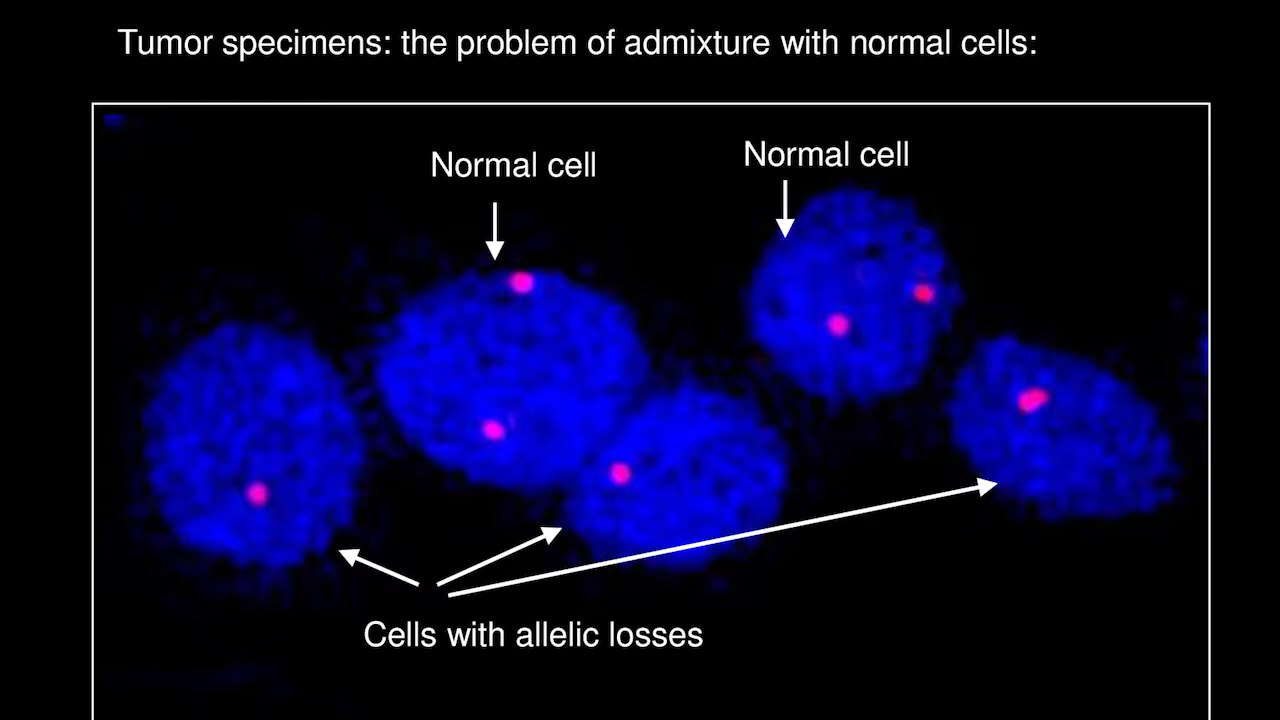 Tumor specimens: the problem of admixture with normal cells:
Normal cell
Normal cell
Cells with allelic losses